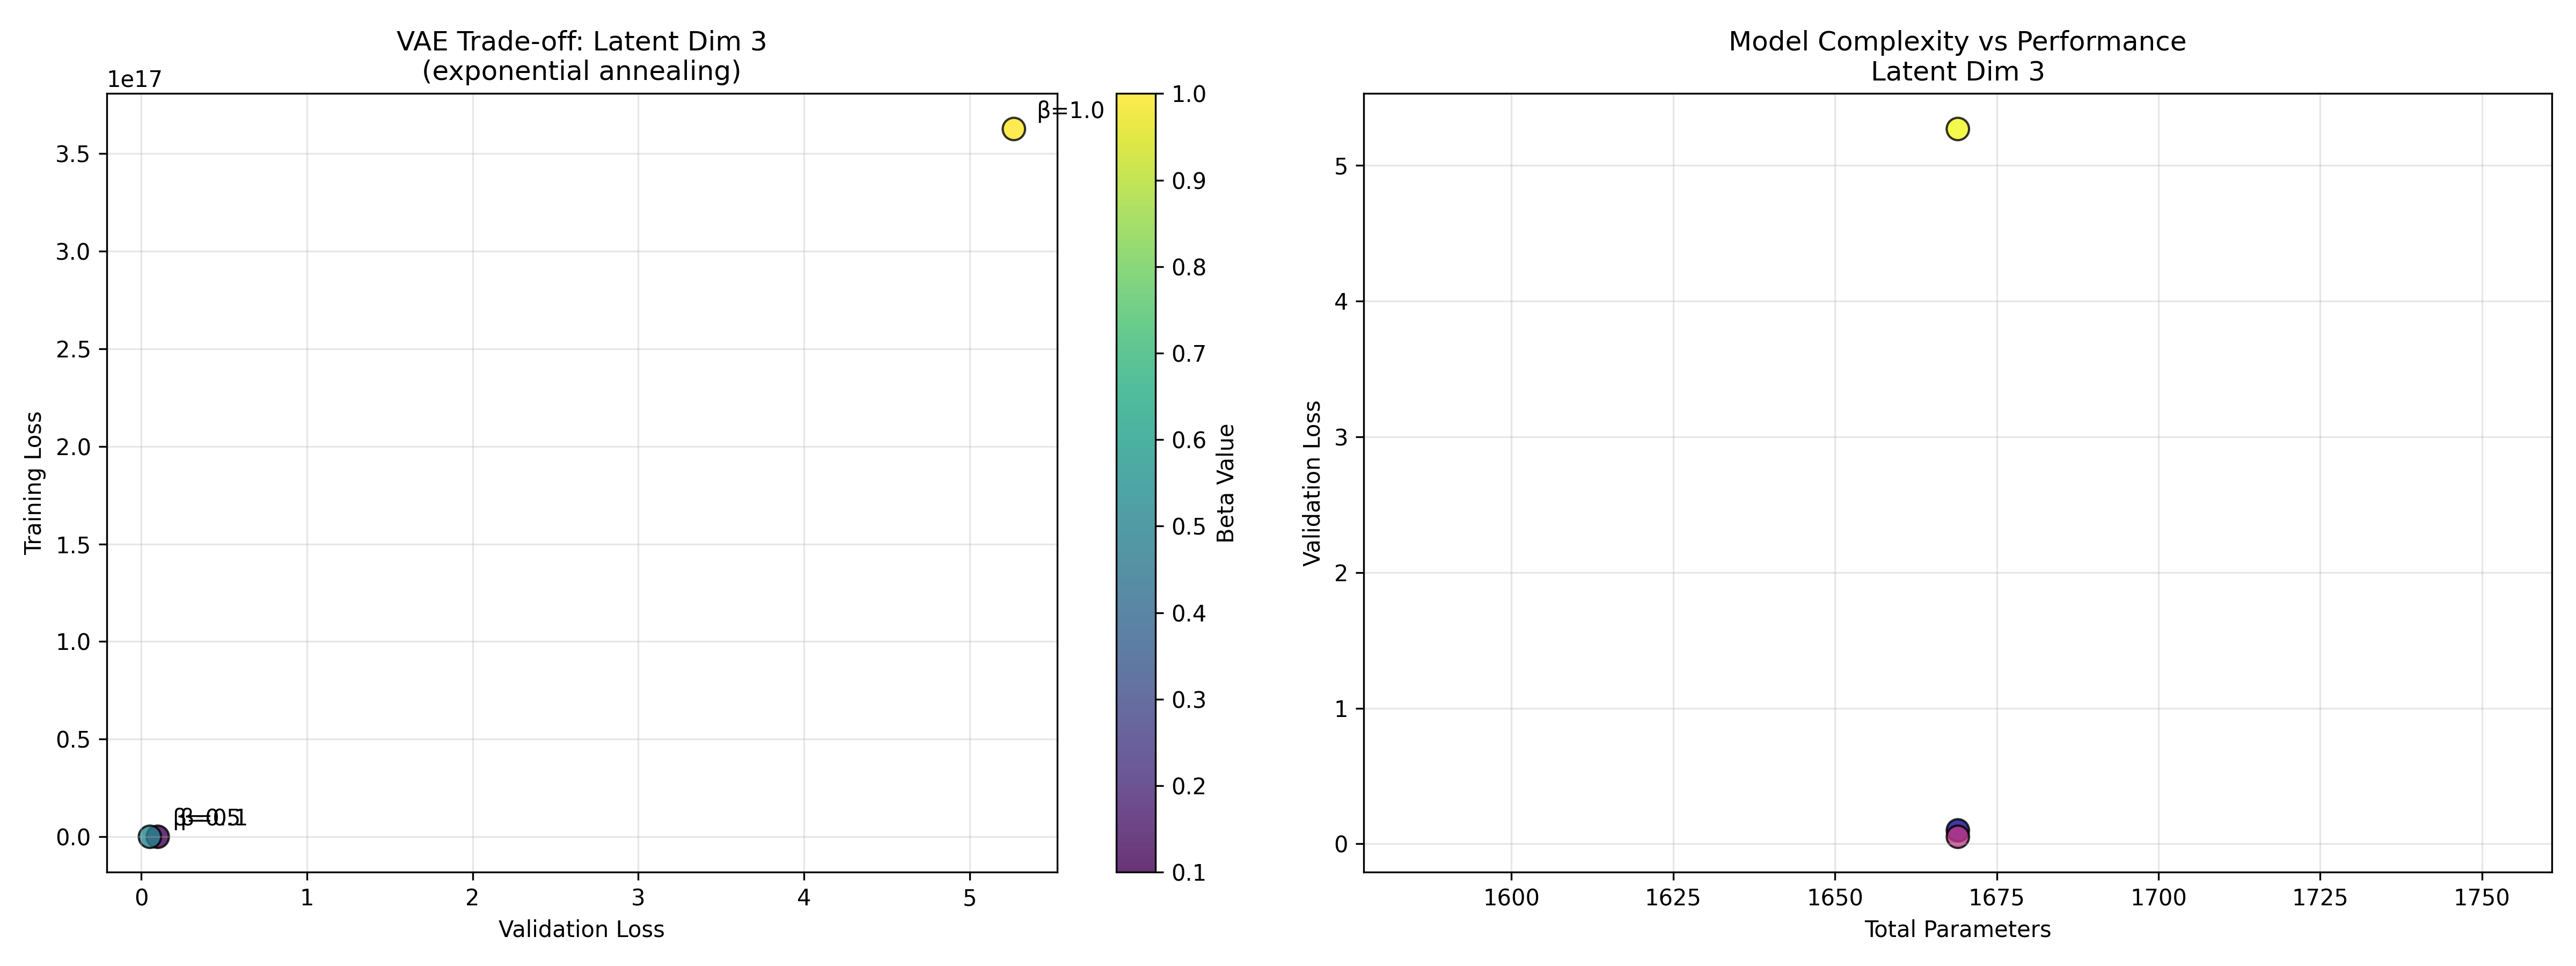 VAE Trade-off: Latent Dim 3
(exponential annealing)
1e17
β=1.0
3.5
3.0
2.5
2.0
1.5
1.0
0.5
0.0
Training Loss
β=0.5
β=0.1
0
1
2
3
4
5
Validation Loss
1.0
0.9
0.8
0.7
0.6
0.5
0.4
0.3
0.2
0.1
Beta Value
Model Complexity vs Performance
Latent Dim 3
5
4
3
2
1
0
Validation Loss
1600
1625
1650
1675
1700
1725
1750
Total Parameters